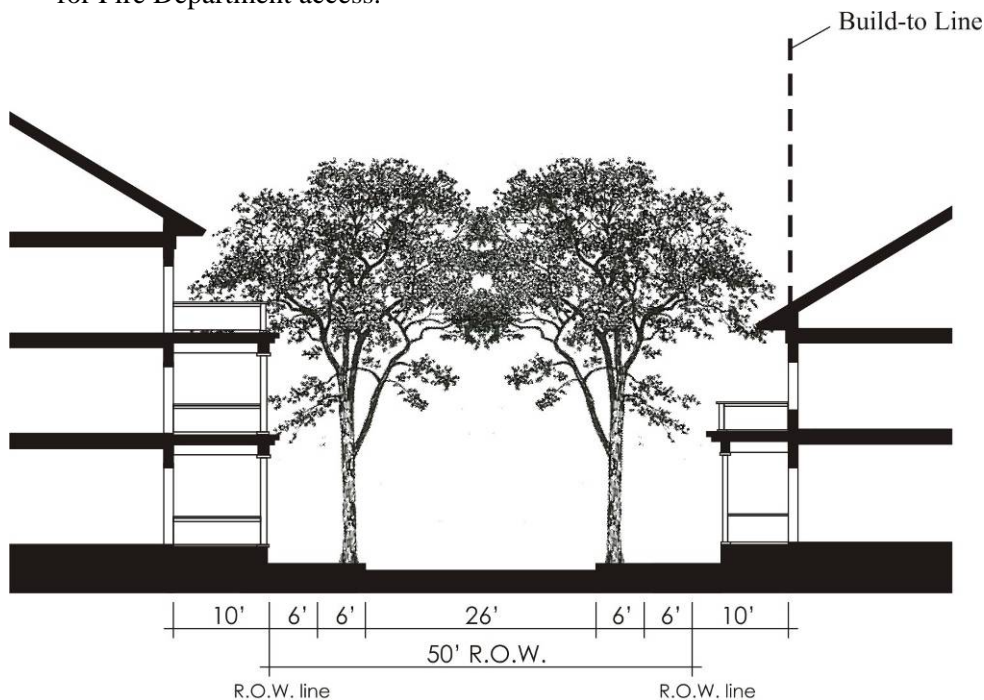 for Fire Department access.
Build-to Line
10' 6' 6' 26' 6' 6' 10'
50' R.O.W.
R.O.W. line R.O.W. line